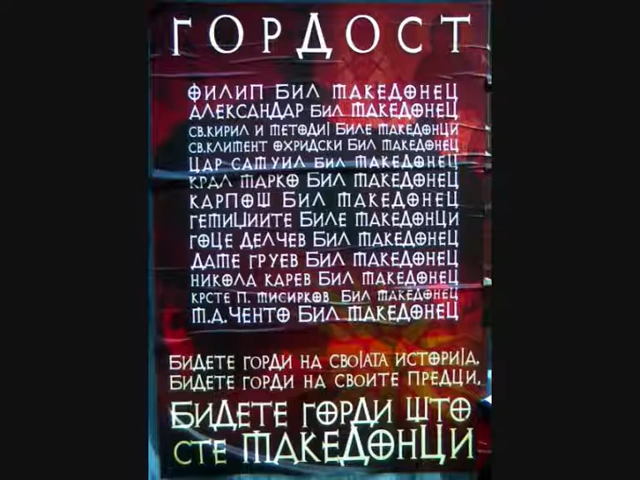 ГОРДОСТ
ФИЛИП БИЛ МАКЕДОНЕЦ
АЛЕКСАНДАР БИЛ МАКЕДОНЕЦ
СВ.КИРИЛ И МЕТОДИЈ БИЛЕ МАКЕДОНЦИ
СВ.КЛИМЕНТ ОХРИДСКИ БИЛ МАКЕДОНЕЦ
ЦАР САМУИЛ БИЛ МАКЕДОНЕЦ
КРАЛ МАРКО БИЛ МАКЕДОНЕЦ
КАРПОШ БИЛ МАКЕДОНЕЦ
ГЕМИЏИИТЕ БИЛЕ МАКЕДОНЦИ
ГОЦЕ ДЕЛЧЕВ БИЛ МАКЕДОНЕЦ
ДАМЕ ГРУЕВ БИЛ МАКЕДОНЕЦ
НИКОЛА КАРЕВ БИЛ МАКЕДОНЕЦ
КРСТЕ П. МИСИРКОВ БИЛ МАКЕДОНЕЦ
М.А.ЧЕНТО БИЛ МАКЕДОНЕЦ
БИДЕТЕ ГОРДИ НА СВОЈАТА ИСТОРИЈА,
БИДЕТЕ ГОРДИ НА СВОИТЕ ПРЕДЦИ,
БИДЕТЕ ГОРДИ ШТО
СТЕ МАКЕДОНЦИ